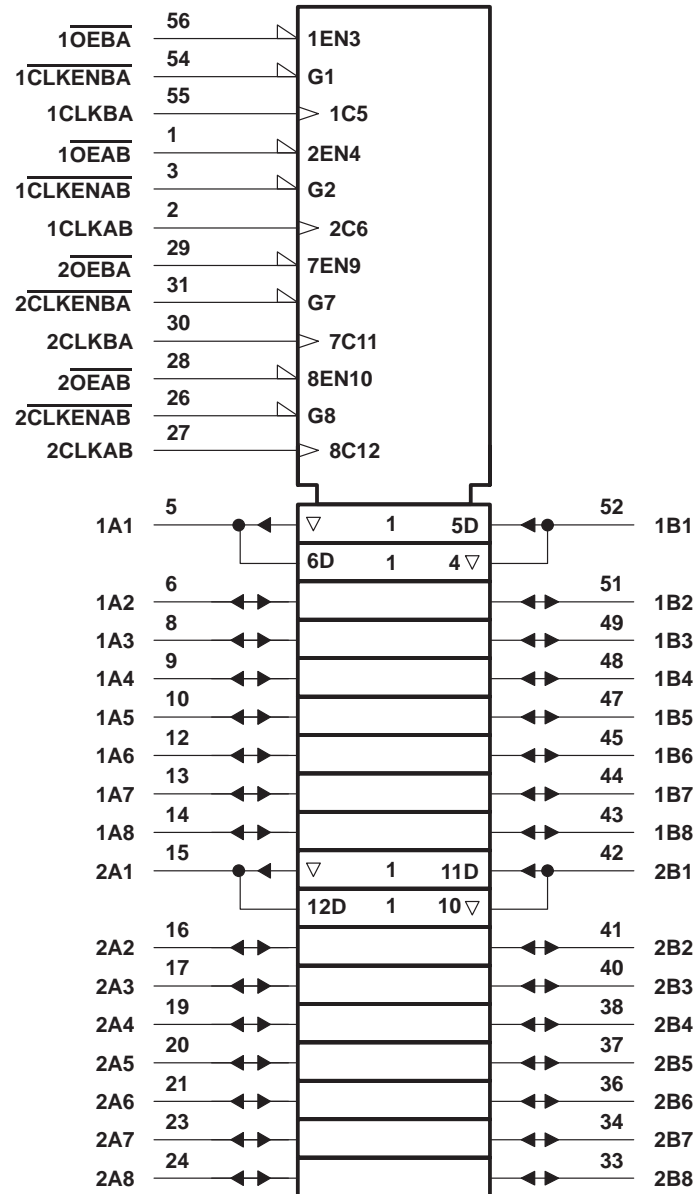 56
1OEBA 1EN3
54
1CLKENBA G1
55
1CLKBA 1C5
1
1OEAB 2EN4
3
1CLKENAB G2
2
1CLKAB 2C6
29
2OEBA 7EN9
31
2CLKENBA G7
30
2CLKBA 7C11
28
2OEAB 8EN10
26
2CLKENAB G8
27
2CLKAB 8C12
5 52
1A1 ▽ 1 5D 1B1
6D 1 4 ▽
6 51
1A2 1B2
8 49
1A3 1B3
9 48
1A4 1B4
10 47
1A5 1B5
12 45
1A6 1B6
13 44
1A7 1B7
14 43
1A8 1B8
15 42
2A1 ▽ 1 11D 2B1
12D 1 10 ▽
16 41
2A2 2B2
17 40
2A3 2B3
19 38
2A4 2B4
20 37
2A5 2B5
21 36
2A6 2B6
23 34
2A7 2B7
24 33
2A8 2B8